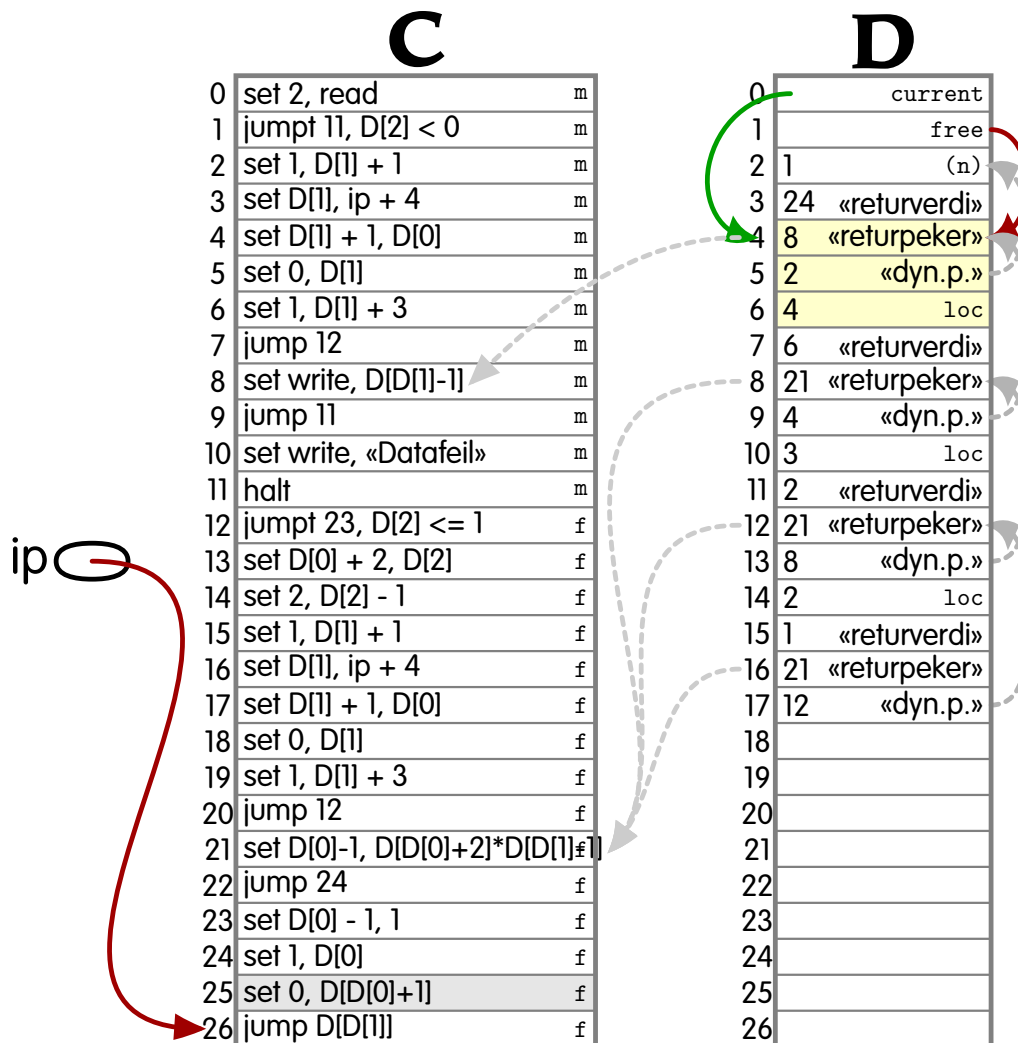 C D
0 set 2, read m
1 jumpt 11, D[2] < 0 m
2 set 1, D[1] + 1 m
3 set D[1], ip + 4 m
4 set D[1] + 1, D[0] m
5 set 0, D[1] m
6 set 1, D[1] + 3 m
7 jump 12 m
8 set write, D[D[1]-1] m
9 jump 11 m
10 set write, «Datafeil» m
11 halt m
12 jumpt 23, D[2] <= 1 f
ip
13 set D[0] + 2, D[2] f
14 set 2, D[2] - 1 f
15 set 1, D[1] + 1 f
16 set D[1], ip + 4 f
17 set D[1] + 1, D[0] f
18 set 0, D[1] f
19 set 1, D[1] + 3 f
20 jump 12 f
21 set D[0]-1, D[D[0]+2]*D[D[1]+1] f
22 jump 24 f
23 set D[0] - 1, 1 f
24 set 1, D[0] f
25 set 0, D[D[0]+1] f
26 jump D[D[1]] f
0 current
1 free
2 1 (n)
3 24 «returverdi»
4 8 «returpeker»
5 2 «dyn.p.»
6 4 loc
7 6 «returverdi»
8 21 «returpeker»
9 4 «dyn.p.»
10 3 loc
11 2 «returverdi»
12 21 «returpeker»
13 8 «dyn.p.»
14 2 loc
15 1 «returverdi»
16 21 «returpeker»
17 12 «dyn.p.»
18
19
20
21
22
23
24
25
26